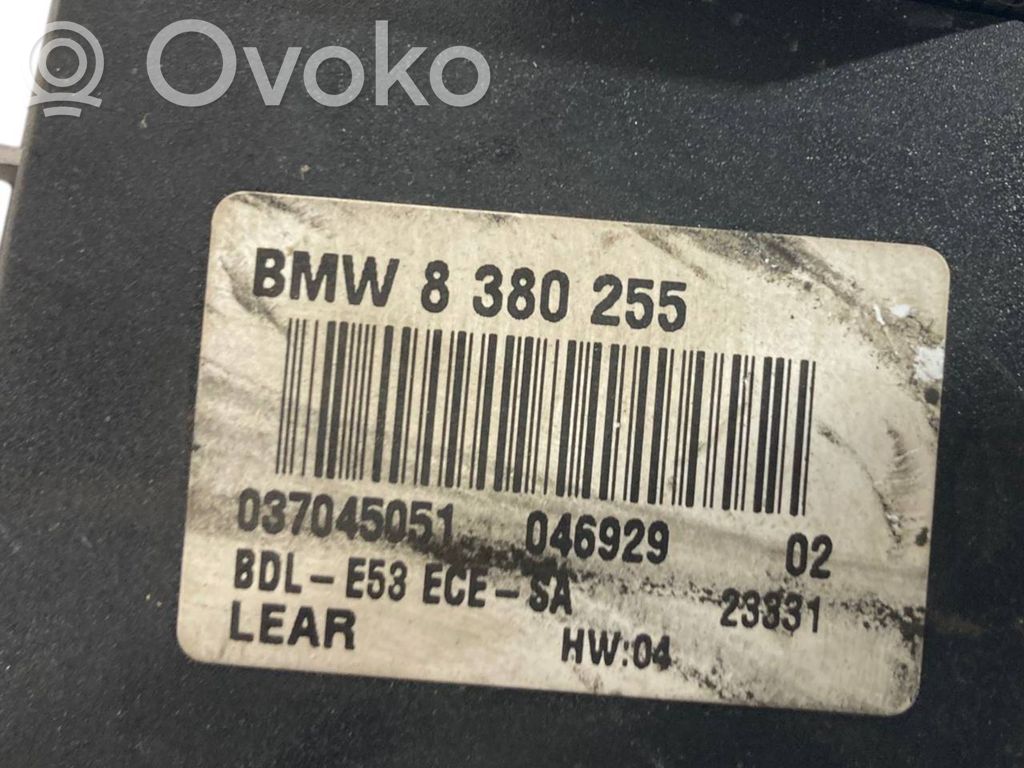 Ovoko
BMW 8 380 255
037045051 046929 02
BDL - E53 ECE - SA 23331
LEAR HW:04